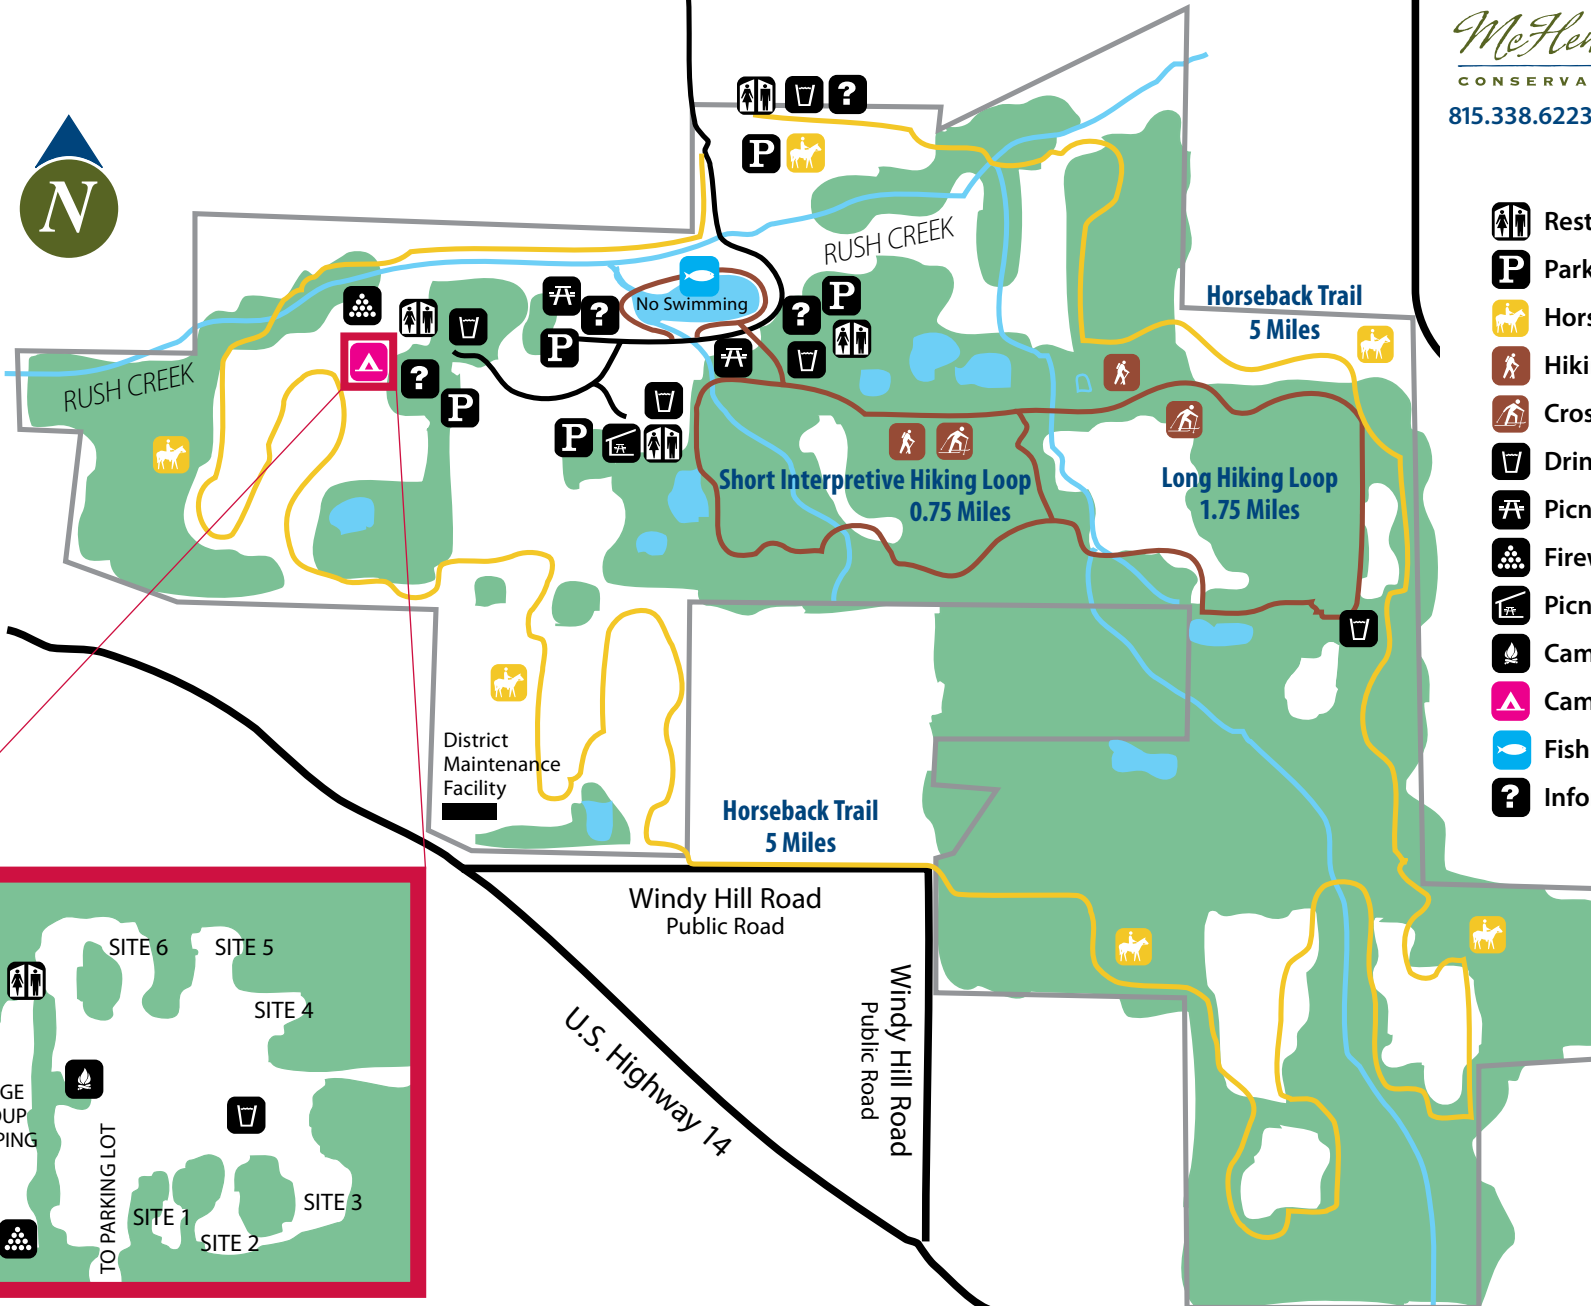 CONSERVA
815.338.6223
N
P
RUSH CREEK
No Swimming
Horseback Trail
5 Miles
RUSH CREEK
Short Interpretive Hiking Loop
0.75 Miles
Long Hiking Loop
1.75 Miles
Rest
Park
Hors
Hiki
Cros
Drin
Picn
Fire
Picn
Cam
Cam
Fish
Info
District
Maintenance
Facility
Horseback Trail
5 Miles
Windy Hill Road
Public Road
Windy Hill Road
Public Road
U.S. Highway 14
SITE 6
SITE 5
SITE 4
GE
OUP
PING
TO PARKING LOT
SITE 1
SITE 2
SITE 3